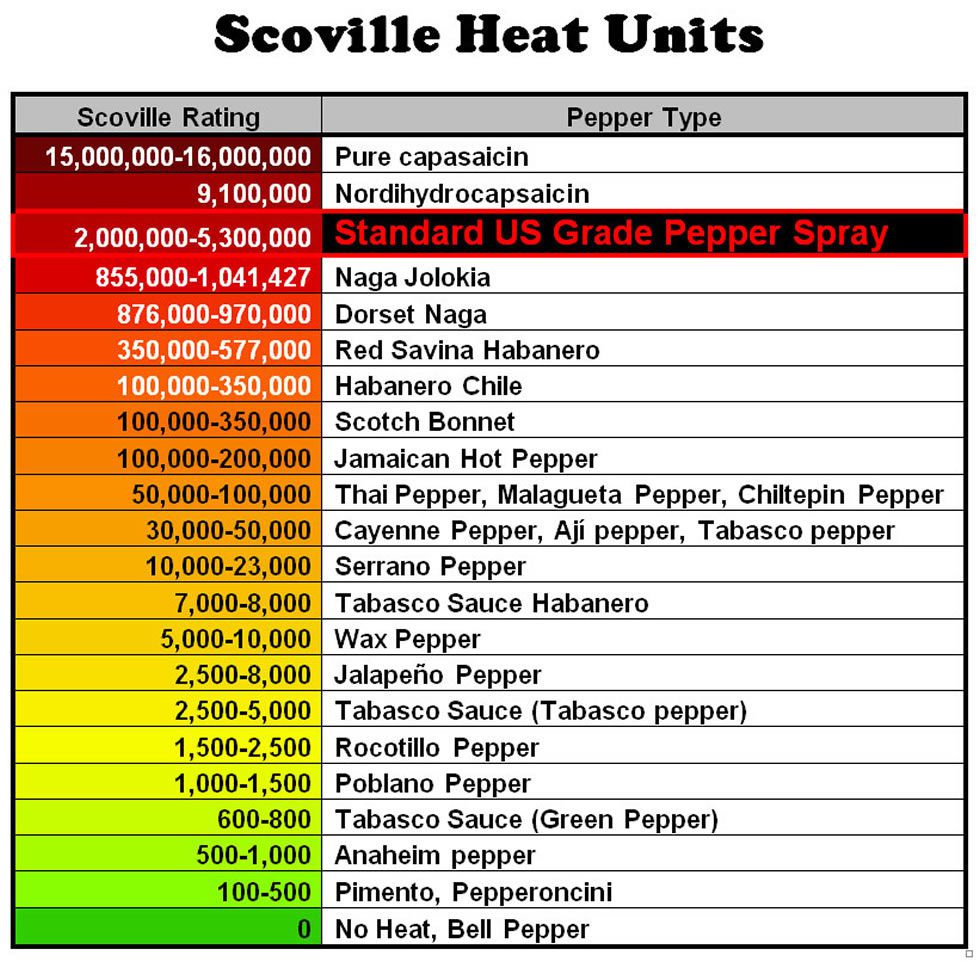 Scoville Heat Units
Scoville Rating Pepper Type
15,000,000-16,000,000 Pure capasaicin
9,100,000 Nordihydrocapsaicin
2,000,000-5,300,000 Standard US Grade Pepper Spray
855,000-1,041,427 Naga Jolokia
876,000-970,000 Dorset Naga
350,000-577,000 Red Savina Habanero
100,000-350,000 Habanero Chile
100,000-350,000 Scotch Bonnet
100,000-200,000 Jamaican Hot Pepper
50,000-100,000 Thai Pepper, Malagueta Pepper, Chiltepin Pepper
30,000-50,000 Cayenne Pepper, Ají pepper, Tabasco pepper
10,000-23,000 Serrano Pepper
7,000-8,000 Tabasco Sauce Habanero
5,000-10,000 Wax Pepper
2,500-8,000 Jalapeño Pepper
2,500-5,000 Tabasco Sauce (Tabasco pepper)
1,500-2,500 Rocotillo Pepper
1,000-1,500 Poblano Pepper
600-800 Tabasco Sauce (Green Pepper)
500-1,000 Anaheim pepper
100-500 Pimento, Pepperoncini
0 No Heat, Bell Pepper